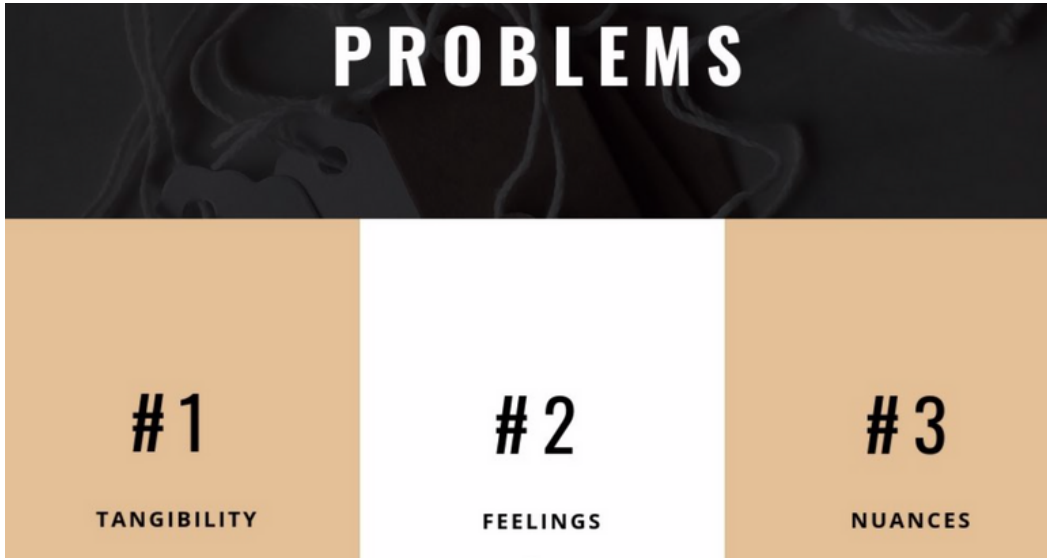 PROBLEMS
#1
TANGIBILITY
#2
FEELINGS
#3
NUANCES